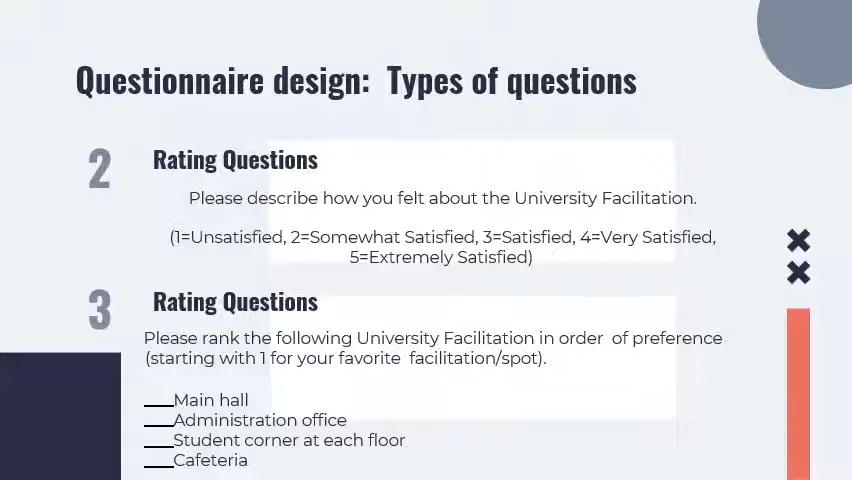 Questionnaire design:  Types of questions
2
Rating Questions
Please describe how you felt about the University Facilitation.
(1=Unsatisfied, 2=Somewhat Satisfied, 3=Satisfied, 4=Very Satisfied,
5=Extremely Satisfied)
3
Rating Questions
Please rank the following University Facilitation in order  of preference
(starting with 1 for your favorite  facilitation/spot).
___Main hall
___Administration office
___Student corner at each floor
___Cafeteria